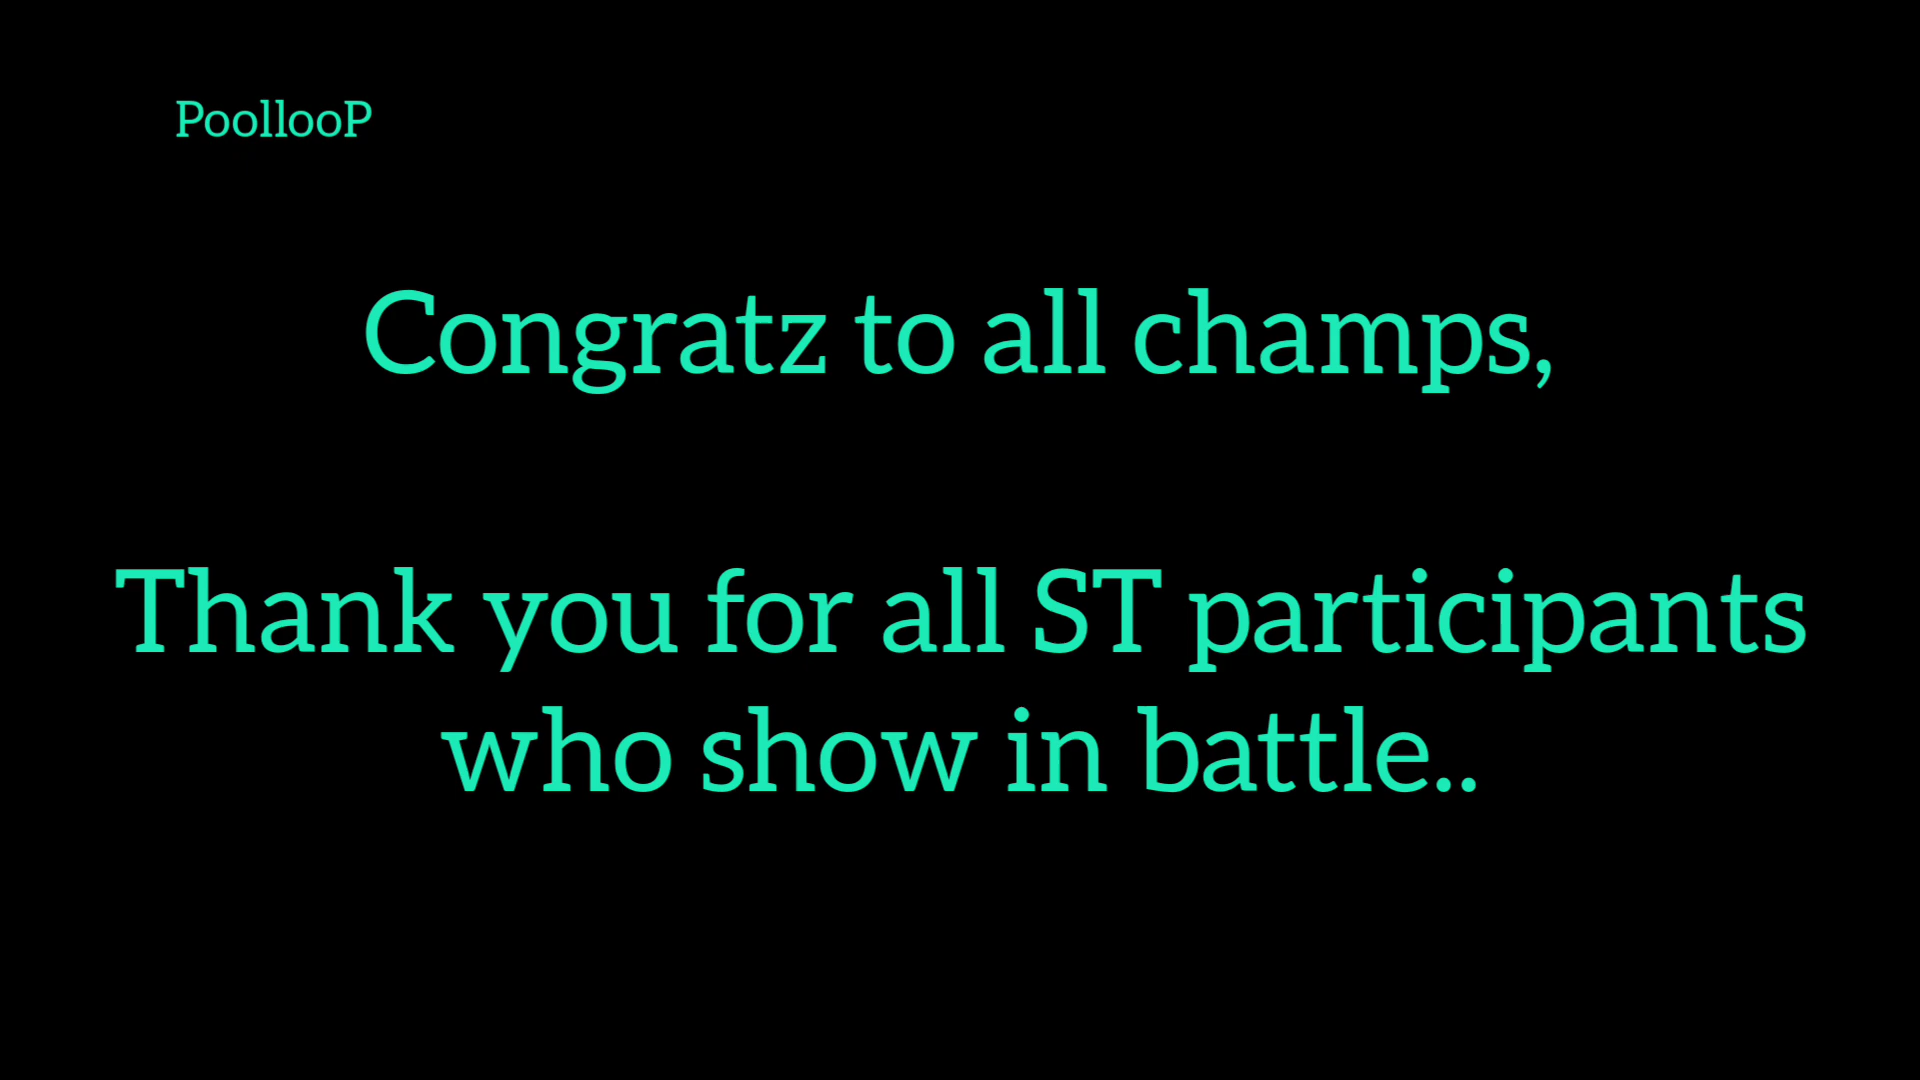 PoollooP
Congratz to all champs,
Thank you for all ST participants
who show in battle..